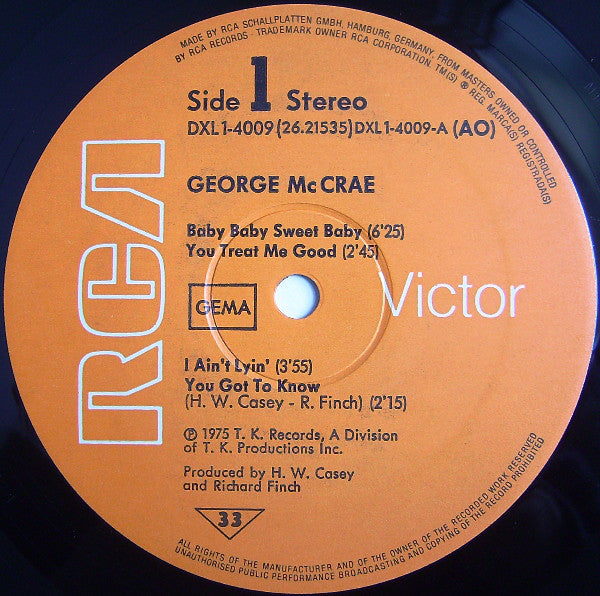 MADE BY RCA SCHALLPLATTEN GMBH, HAMBURG, GERMANY, FROM MASTERS OWNED OR CONTROLLED
BY RCA RECORDS · TRADEMARK OWNER RCA CORPORATION. TM(S) ® REG. MARCA(S) REGISTRADA(S)
Side 1 Stereo
DXL1-4009 (26.21535) DXL1-4009-A (AO)
GEORGE McCRAE
Baby Baby Sweet Baby (6'25)
You Treat Me Good (2'45)
RCA
GEMA
Victor
I Ain't Lyin' (3'55)
You Got To Know
(H. W. Casey - R. Finch) (2'15)
℗ 1975 T. K. Records, A Division
of T. K. Productions Inc.
Produced by H. W. Casey
and Richard Finch
33
ALL RIGHTS OF THE MANUFACTURER AND OF THE OWNER OF THE RECORDED WORK RESERVED
UNAUTHORISED PUBLIC PERFORMANCE BROADCASTING AND COPYING OF THE RECORD PROHIBITED